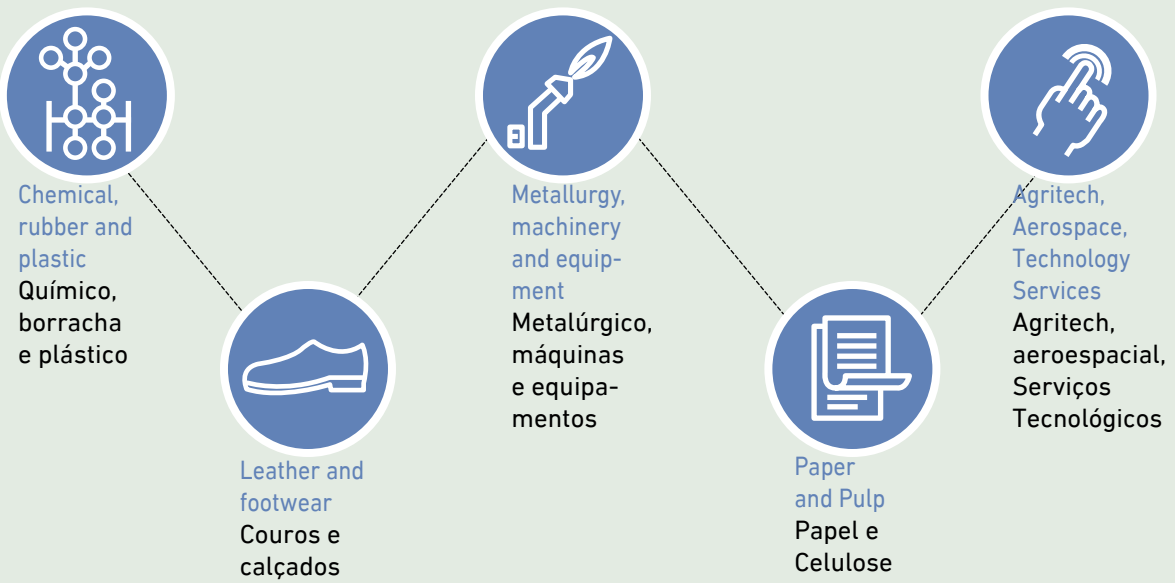 Chemical,
rubber and
plastic
Químico,
borracha
e plástico
Leather and
footwear
Couros e
calçados
Metallurgy,
machinery
and equip-
ment
Metalúrgico,
máquinas
e equipa-
mentos
Paper
and Pulp
Papel e
Celulose
Agritech,
Aerospace,
Technology
Services
Agritech,
aeroespacial,
Serviços
Tecnológicos